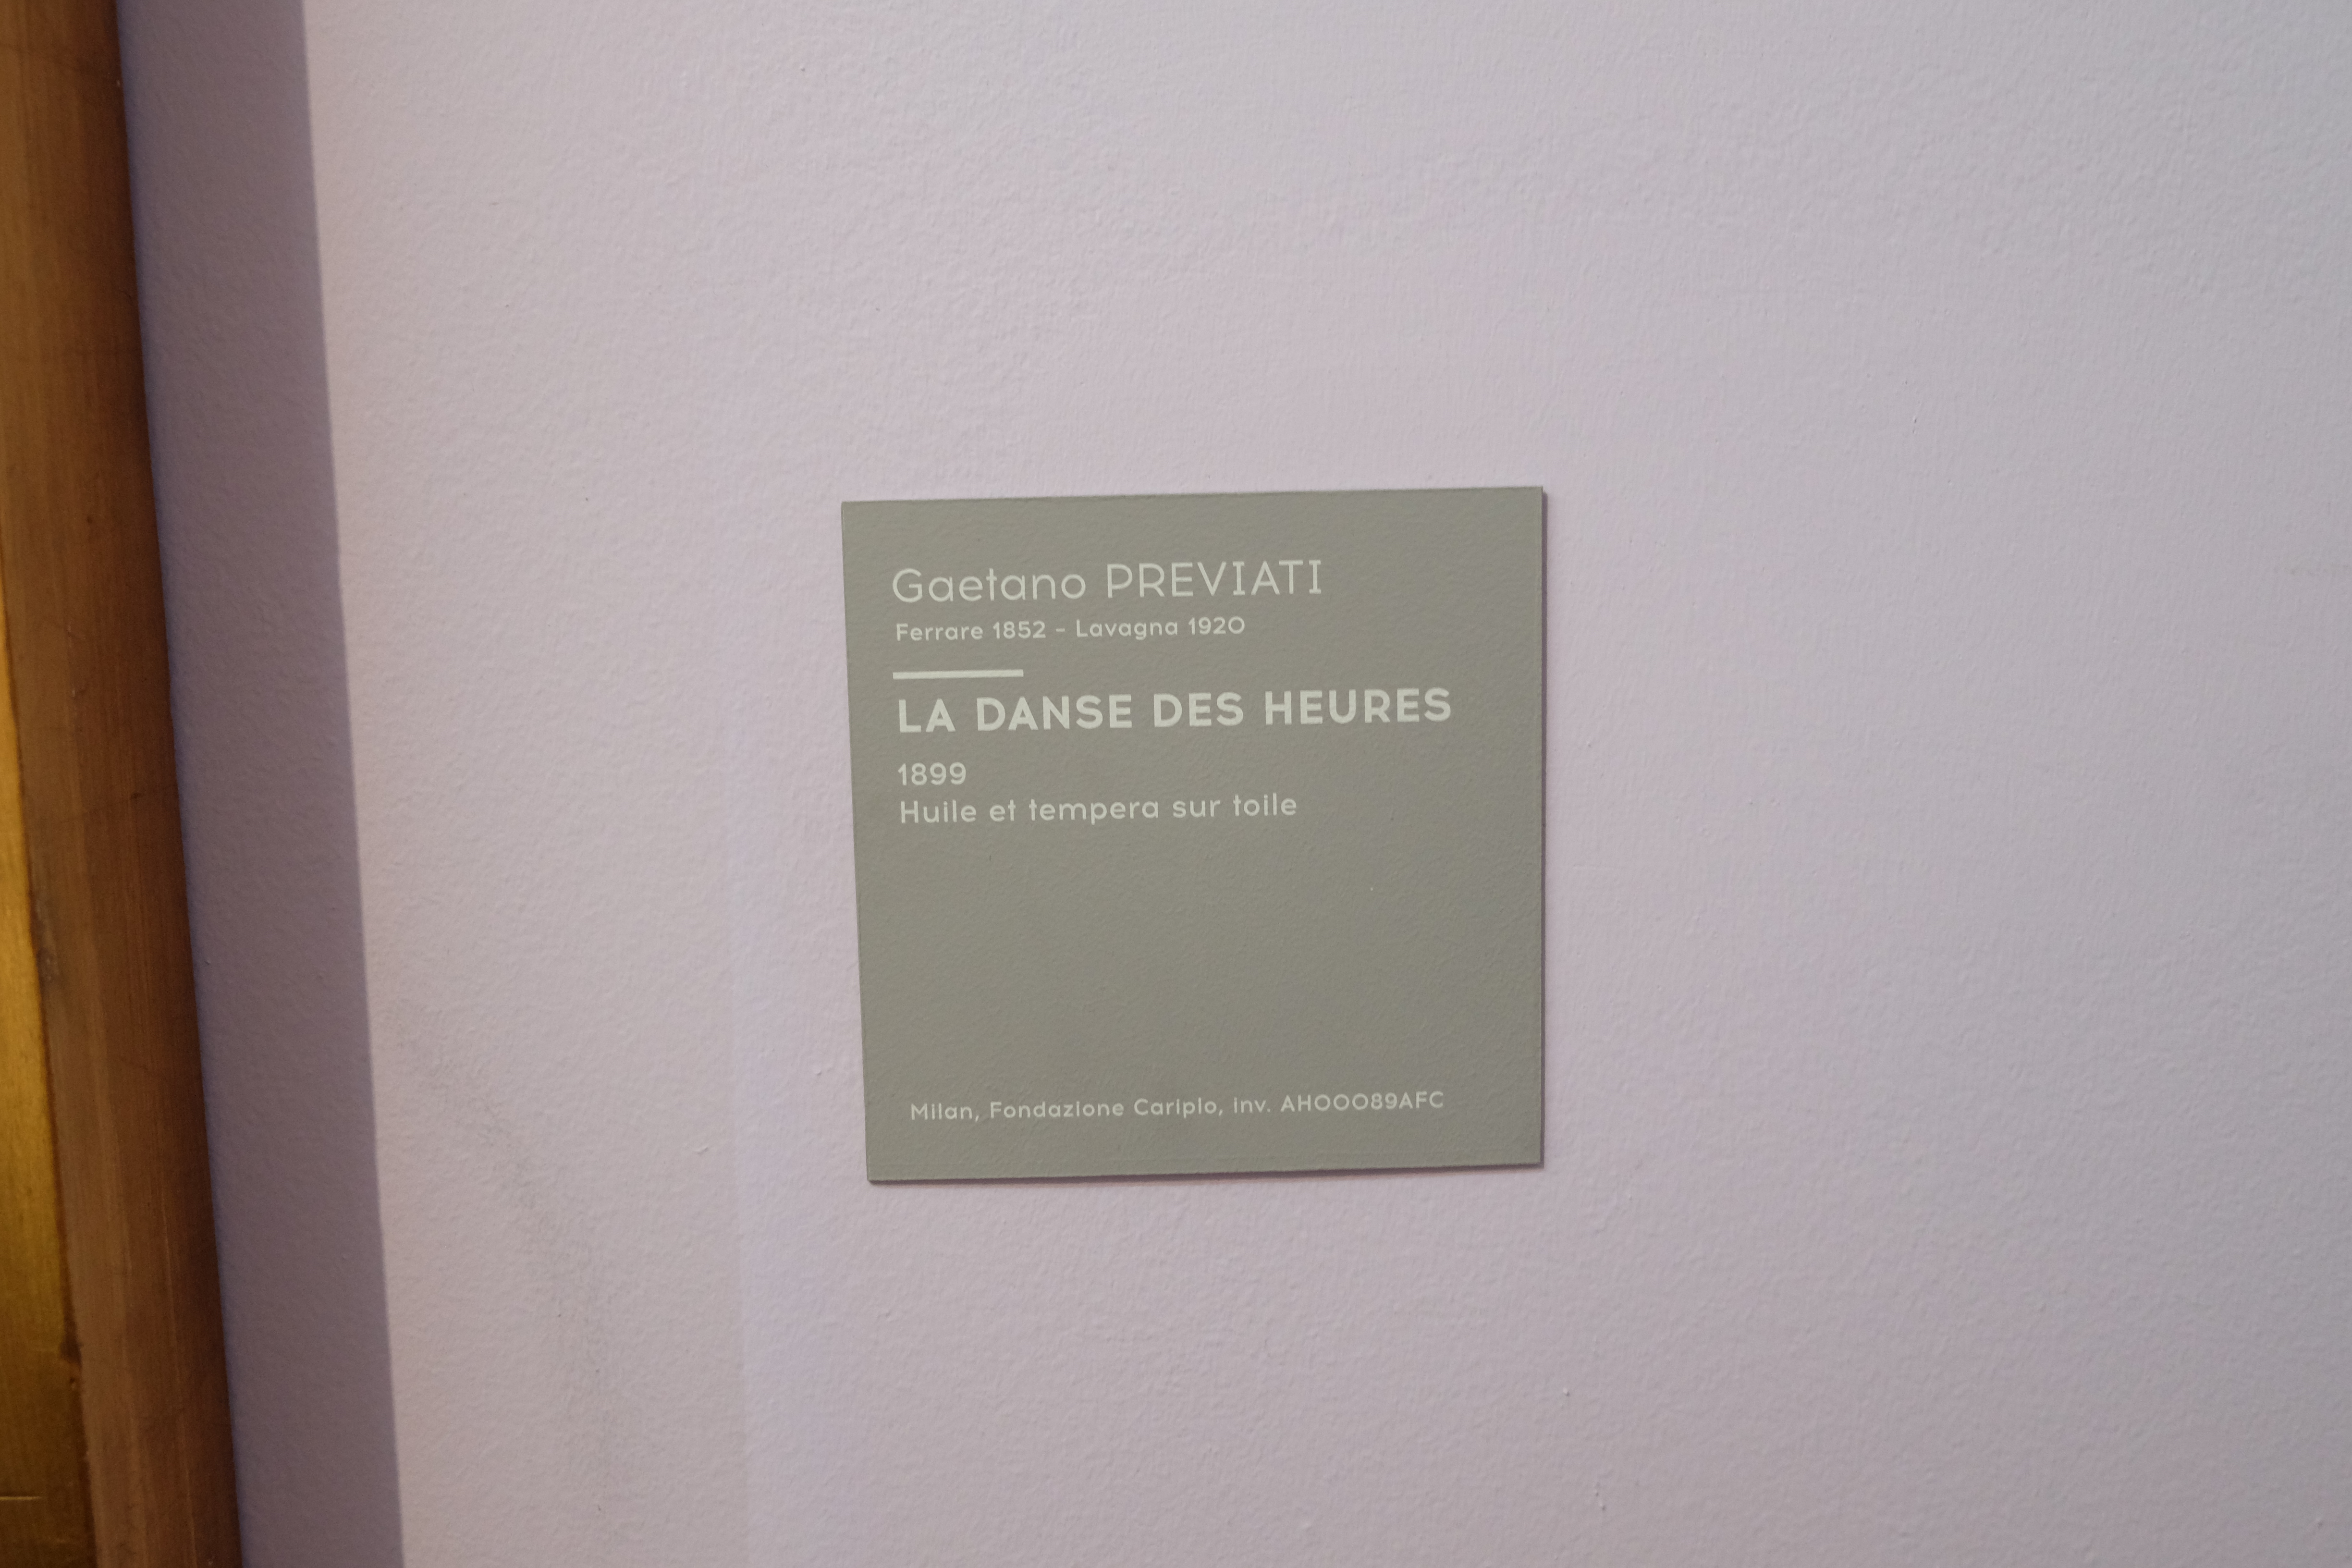 Gaetano PREVIATI
Ferrare 1852 - Lavagna 1920
LA DANSE DES HEURES
1899
Huile et tempera sur toile
Milan, Fondazione Cariplo, inv. AH00089AFC